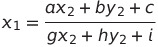 x₁ = (ax₂ + by₂ + c) / (gx₂ + hy₂ + i)